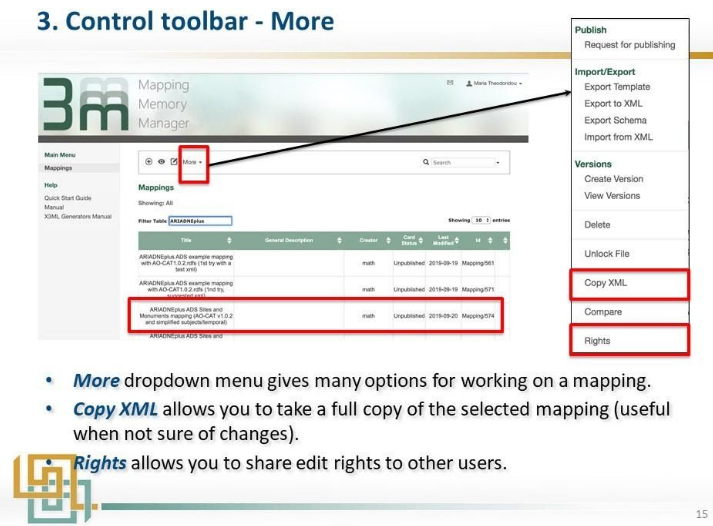 3. Control toolbar - More
3m
Mapping
Memory
Manager
Maria Theodoridou
Main Menu
Mappings
Help
Quick Start Guide
Manual
X3ML Generators Manual
More
Search
Mappings
Showing: All
Filter Table ARIADNEplus
Showing 10 entries
Title General Description Creator Card Status Last Modified Id
ARIADNEplus ADS example mapping
with AO-CAT1.0.2.rdfs (1st try with a
test xml)
math Unpublished 2019-09-19 Mapping/561
ARIADNEplus ADS example mapping
with AO-CAT1.0.2.rdfs (2nd try,
suggested xml)
math Unpublished 2019-09-19 Mapping/571
ARIADNEplus ADS Sites and
Monuments mapping (AO-CAT v1.0.2
and simplified subjects/temporal)
math Unpublished 2019-09-20 Mapping/574
ARIADNEplus ADS Sites and
Publish
Request for publishing
Import/Export
Export Template
Export to XML
Export Schema
Import from XML
Versions
Create Version
View Versions
Delete
Unlock File
Copy XML
Compare
Rights
• More dropdown menu gives many options for working on a mapping.
• Copy XML allows you to take a full copy of the selected mapping (useful
when not sure of changes).
• Rights allows you to share edit rights to other users.
15